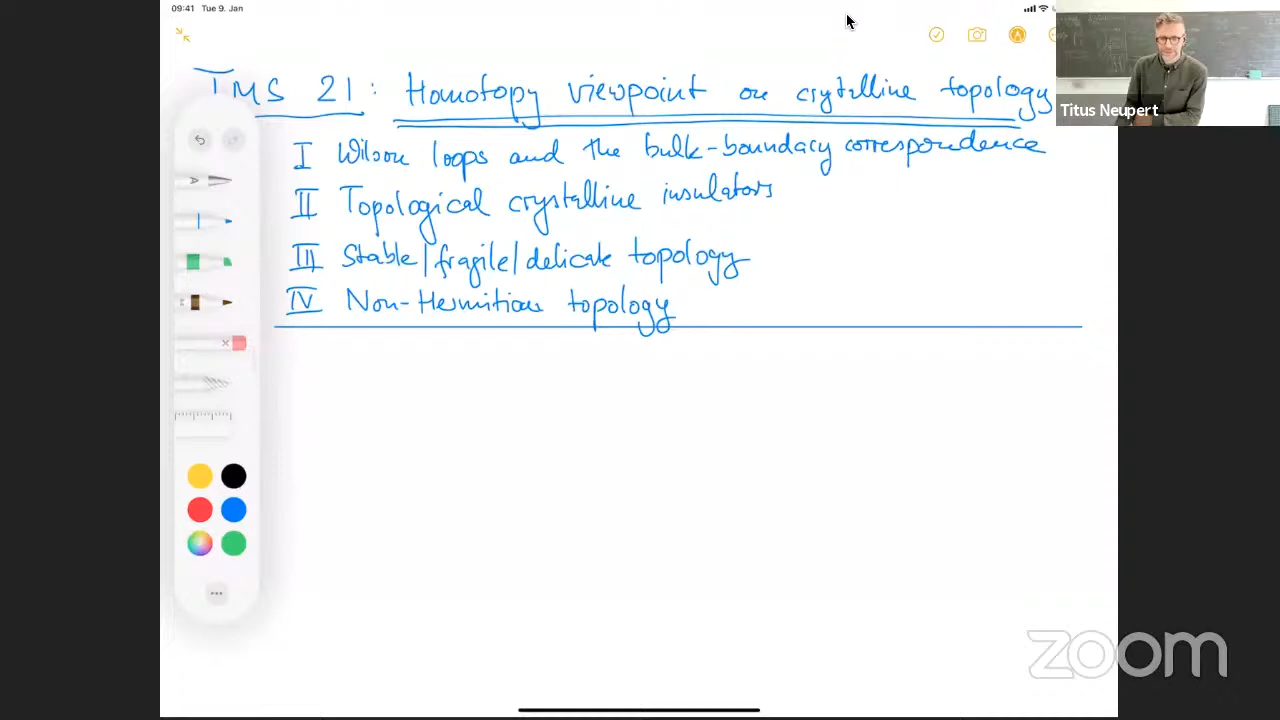 09:41 Tue 9. Jan
TMS 21: Homotopy viewpoint on crytalline topology
Titus Neupert
I Wilson loops and the bulk-boundary correspondence
II Topological crystalline insulators
III Stable/fragile/delicate topology
IV Non-Hermitian topology
zoom